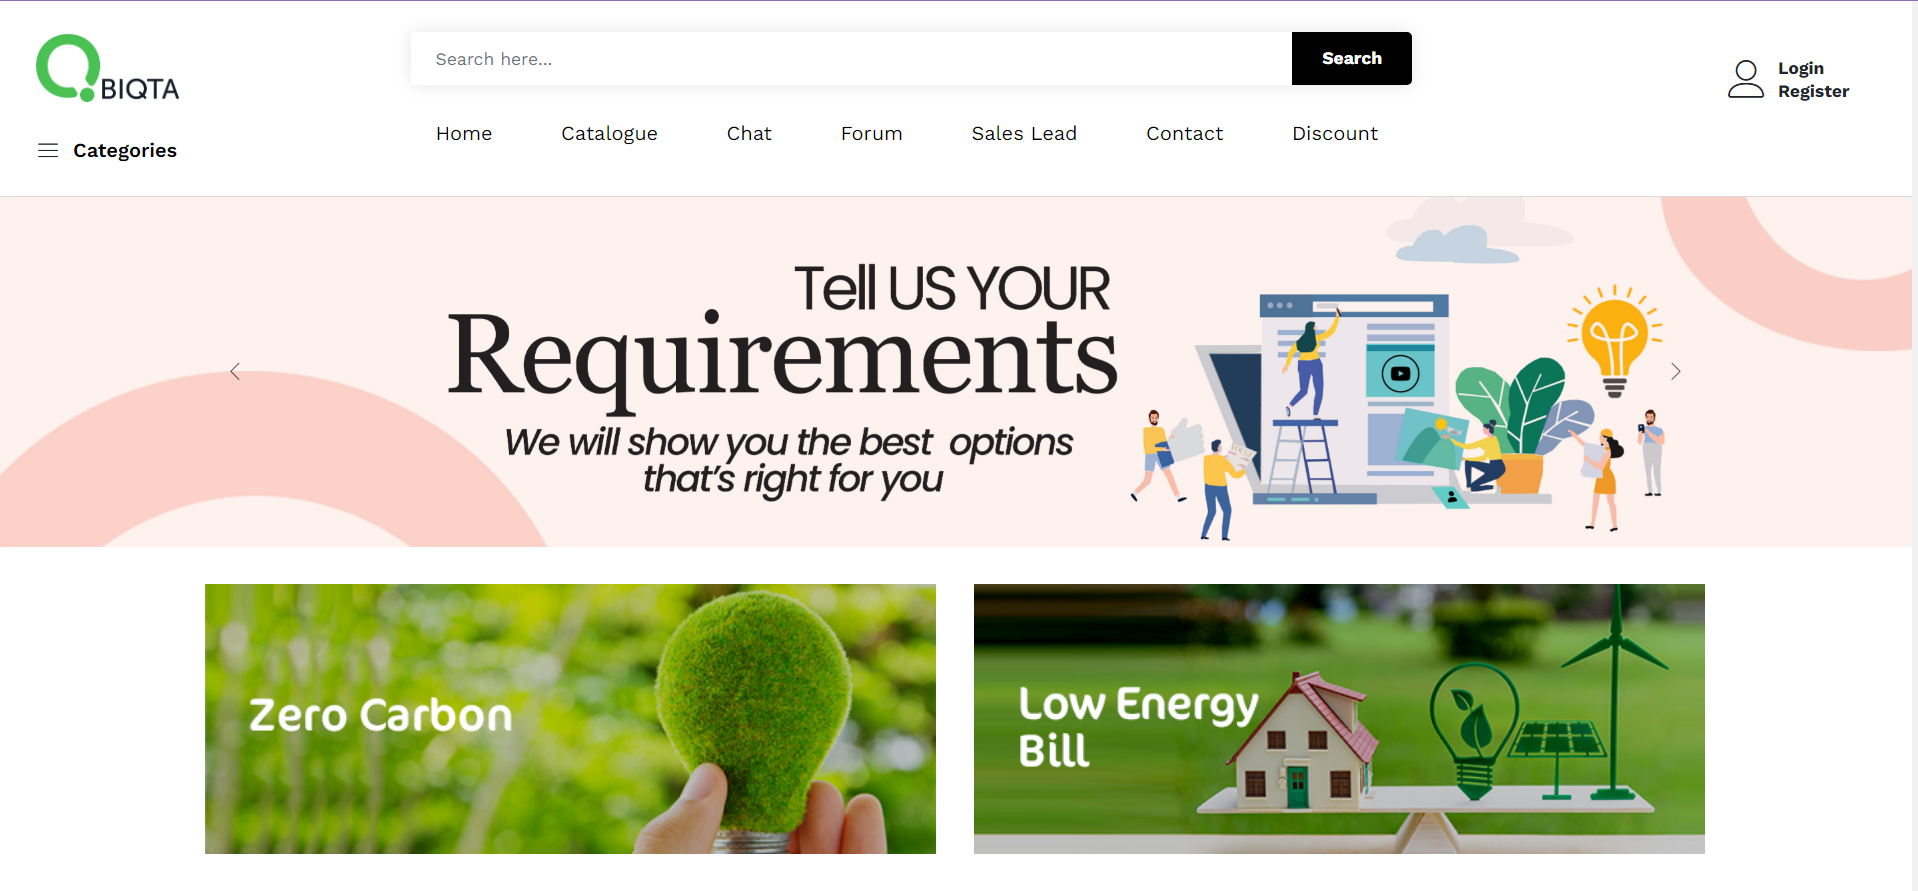 BIQTA
Search here...
Search
Login
Register
Categories
Home
Catalogue
Chat
Forum
Sales Lead
Contact
Discount
Tell US YOUR
Requirements
We will show you the best options
that's right for you
Zero Carbon
Low Energy
Bill